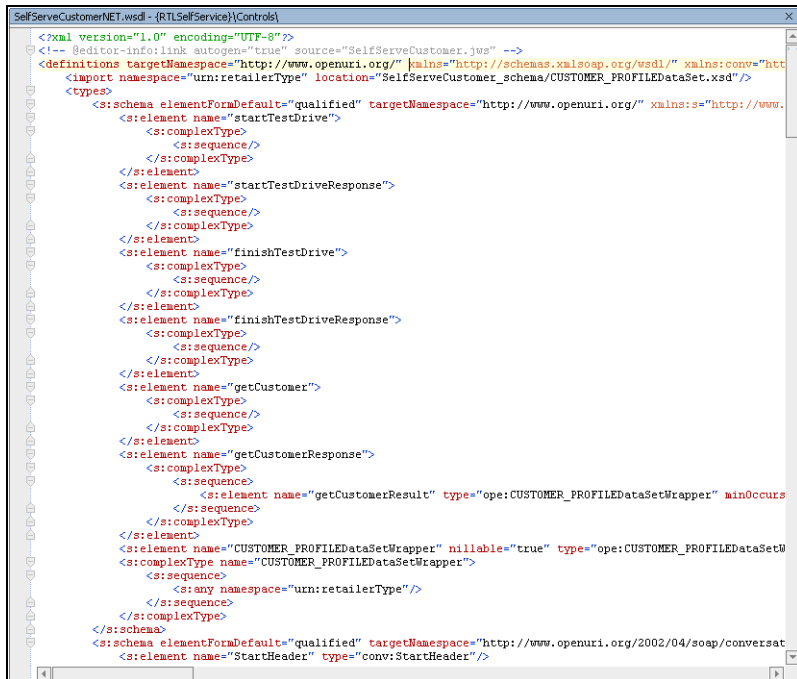 SelfServeCustomerNET.wsdl - {RTLSelfService}\Controls\
<?xml version="1.0" encoding="UTF-8"?>
<!-- @editor-info:link autogen="true" source="SelfServeCustomer.jws" -->
<definitions targetNamespace="http://www.openuri.org/" xmlns="http://schemas.xmlsoap.org/wsdl/" xmlns:conv="htt
<import namespace="urn:retailerType" location="SelfServeCustomer_schema/CUSTOMER_PROFILEDataSet.xsd"/>
<types>
<s:schema elementFormDefault="qualified" targetNamespace="http://www.openuri.org/" xmlns:s="http://www.
<s:element name="startTestDrive">
<s:complexType>
<s:sequence/>
</s:complexType>
</s:element>
<s:element name="startTestDriveResponse">
<s:complexType>
<s:sequence/>
</s:complexType>
</s:element>
<s:element name="finishTestDrive">
<s:complexType>
<s:sequence/>
</s:complexType>
</s:element>
<s:element name="finishTestDriveResponse">
<s:complexType>
<s:sequence/>
</s:complexType>
</s:element>
<s:element name="getCustomer">
<s:complexType>
<s:sequence/>
</s:complexType>
</s:element>
<s:element name="getCustomerResponse">
<s:complexType>
<s:sequence>
<s:element name="getCustomerResult" type="ope:CUSTOMER_PROFILEDataSetWrapper" minOccurs
</s:sequence>
</s:complexType>
</s:element>
<s:element name="CUSTOMER_PROFILEDataSetWrapper" nillable="true" type="ope:CUSTOMER_PROFILEDataSetW
<s:complexType name="CUSTOMER_PROFILEDataSetWrapper">
<s:sequence>
<s:any namespace="urn:retailerType"/>
</s:sequence>
</s:complexType>
</s:schema>
<s:schema elementFormDefault="qualified" targetNamespace="http://www.openuri.org/2002/04/soap/conversat
<s:element name="StartHeader" type="conv:StartHeader"/>